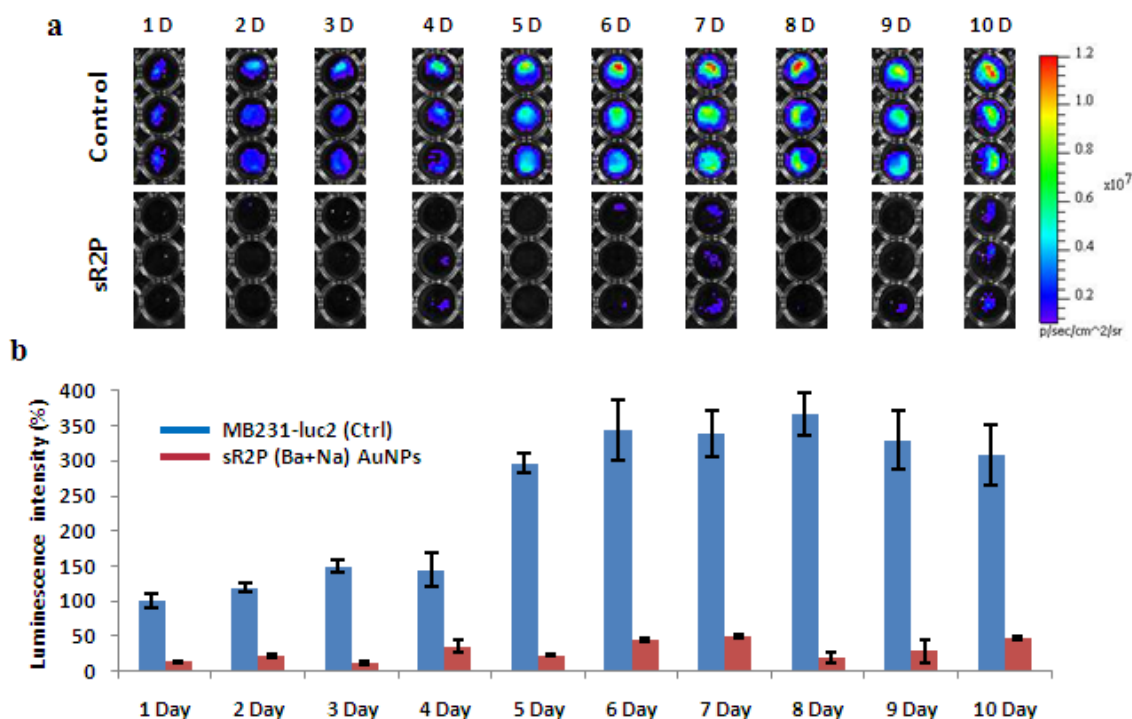 a
1 D 2 D 3 D 4 D 5 D 6 D 7 D 8 D 9 D 10 D
Control
sR2P
1.2
1.0
0.8
0.6
0.4
0.2
x10^7
p/sec/cm^2/sr
b
Luminescence intensity (%)
400
350
300
250
200
150
100
50
0
MB231-luc2 (Ctrl)
sR2P (Ba+Na) AuNPs
1 Day 2 Day 3 Day 4 Day 5 Day 6 Day 7 Day 8 Day 9 Day 10 Day